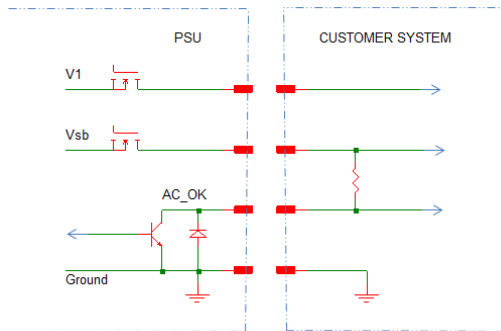 PSU
CUSTOMER SYSTEM
V1
Vsb
AC_OK
Ground